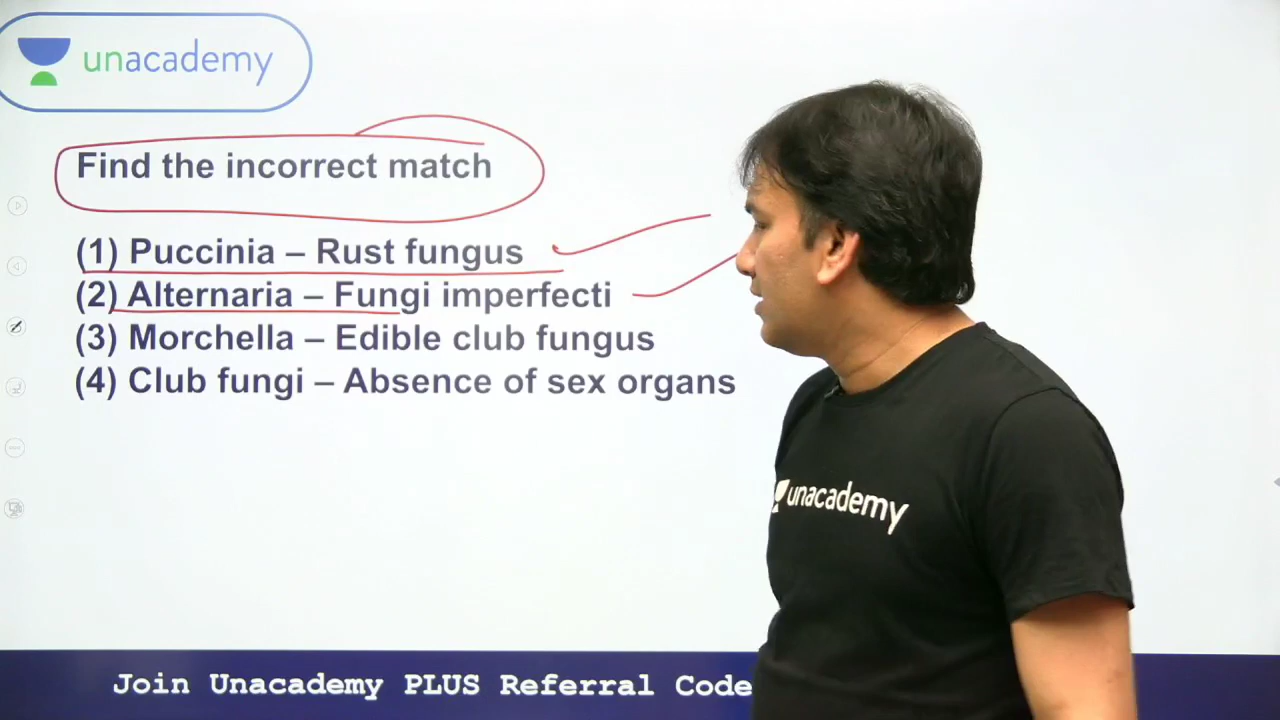 unacademy
Find the incorrect match
(1) Puccinia – Rust fungus
(2) Alternaria – Fungi imperfecti
(3) Morchella – Edible club fungus
(4) Club fungi – Absence of sex organs
unacademy
Join Unacademy PLUS Referral Code